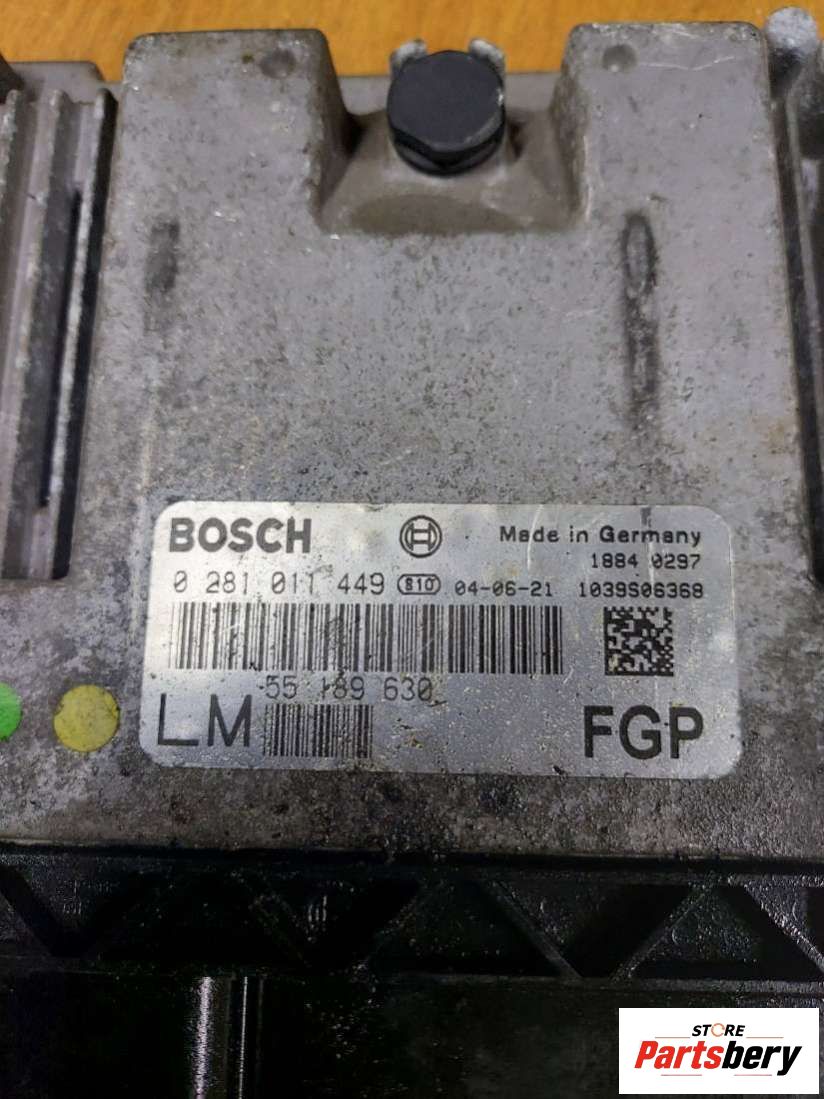 BOSCH Made in Germany
1884 0297
0 281 011 449 S10 04-06-21 1039S06368
55 189 630
LM FGP
STORE
Partsbery